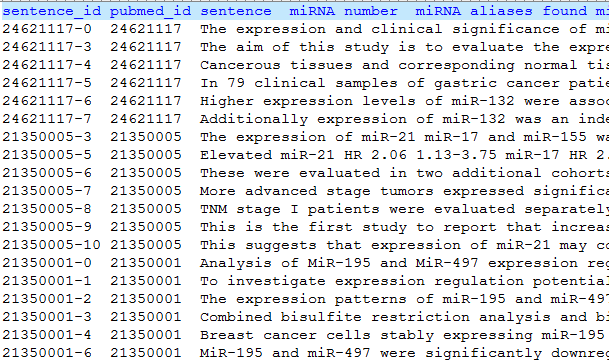 sentence_id pubmed_id sentence miRNA number miRNA aliases found mi
24621117-0 24621117 The expression and clinical significance of mi
24621117-3 24621117 The aim of this study is to evaluate the expre
24621117-4 24621117 Cancerous tissues and corresponding normal tis
24621117-5 24621117 In 79 clinical samples of gastric cancer patie
24621117-6 24621117 Higher expression levels of miR-132 were assoc
24621117-7 24621117 Additionally expression of miR-132 was an inde
21350005-3 21350005 The expression of miR-21 miR-17 and miR-155 wa
21350005-5 21350005 Elevated miR-21 HR 2.06 1.13-3.75 miR-17 HR 2.
21350005-6 21350005 These were evaluated in two additional cohorts
21350005-7 21350005 More advanced stage tumors expressed significa
21350005-8 21350005 TNM stage I patients were evaluated separately
21350005-9 21350005 This is the first study to report that increas
21350005-10 21350005 This suggests that expression of miR-21 may co
21350001-0 21350001 Analysis of MiR-195 and MiR-497 expression reg
21350001-1 21350001 To investigate expression regulation potential
21350001-2 21350001 The expression patterns of miR-195 and miR-497
21350001-3 21350001 Combined bisulfite restriction analysis and bi
21350001-4 21350001 Breast cancer cells stably expressing miR-195
21350001-6 21350001 MiR-195 and miR-497 were significantly downreg